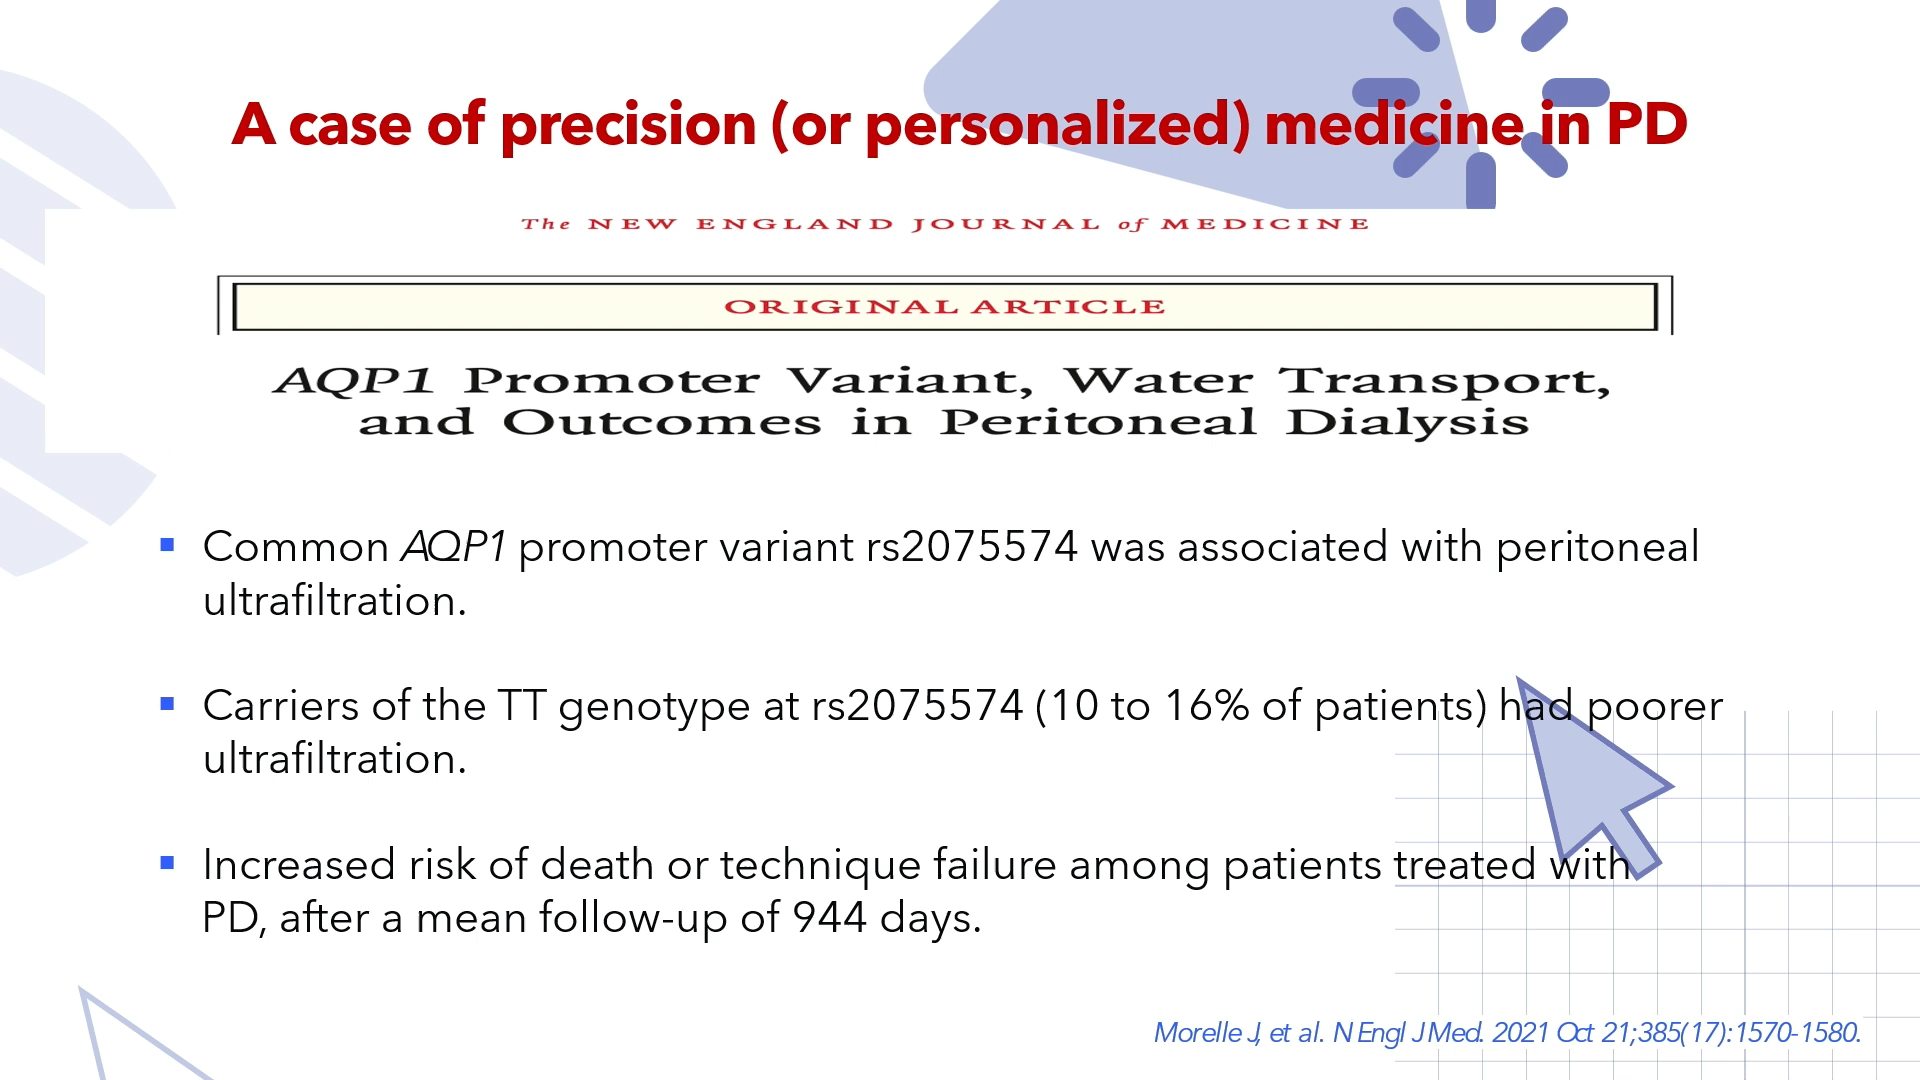 A case of precision (or personalized) medicine in PD
The NEW ENGLAND JOURNAL of MEDICINE
ORIGINAL ARTICLE
AQP1 Promoter Variant, Water Transport,
and Outcomes in Peritoneal Dialysis
▪ Common AQP1 promoter variant rs2075574 was associated with peritoneal
ultrafiltration.
▪ Carriers of the TT genotype at rs2075574 (10 to 16% of patients) had poorer
ultrafiltration.
▪ Increased risk of death or technique failure among patients treated with
PD, after a mean follow-up of 944 days.
Morelle J, et al. N Engl J Med. 2021 Oct 21;385(17):1570-1580.